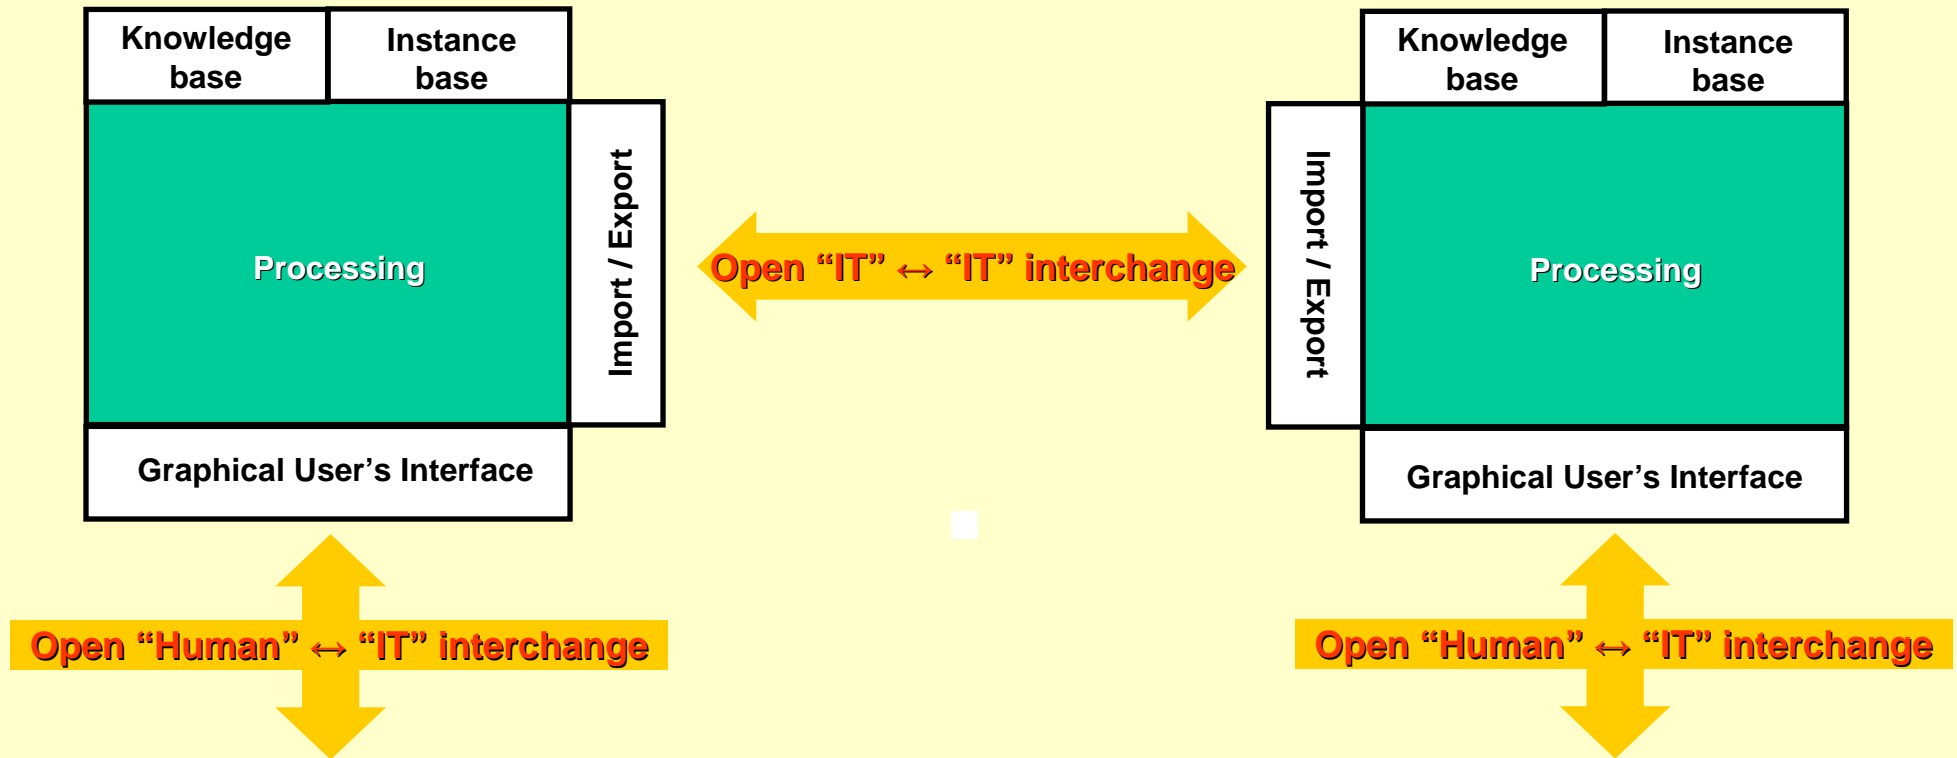 Knowledge
base
Instance
base
Processing
Import / Export
Graphical User’s Interface
Open “Human” ↔ “IT” interchange
Open “IT” ↔ “IT” interchange
Knowledge
base
Instance
base
Import / Export
Processing
Graphical User’s Interface
Open “Human” ↔ “IT” interchange